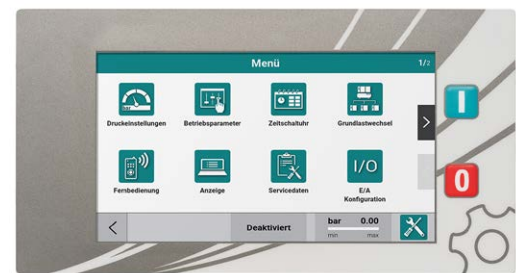 Menü
1/2
Druckeinstellungen
Betriebsparameter
Zeitschaltuhr
Grundlastwechsel
Fernbedienung
Anzeige
Servicedaten
I/O
E/A
Konfiguration
Deaktiviert
bar 0.00
min max
I
0